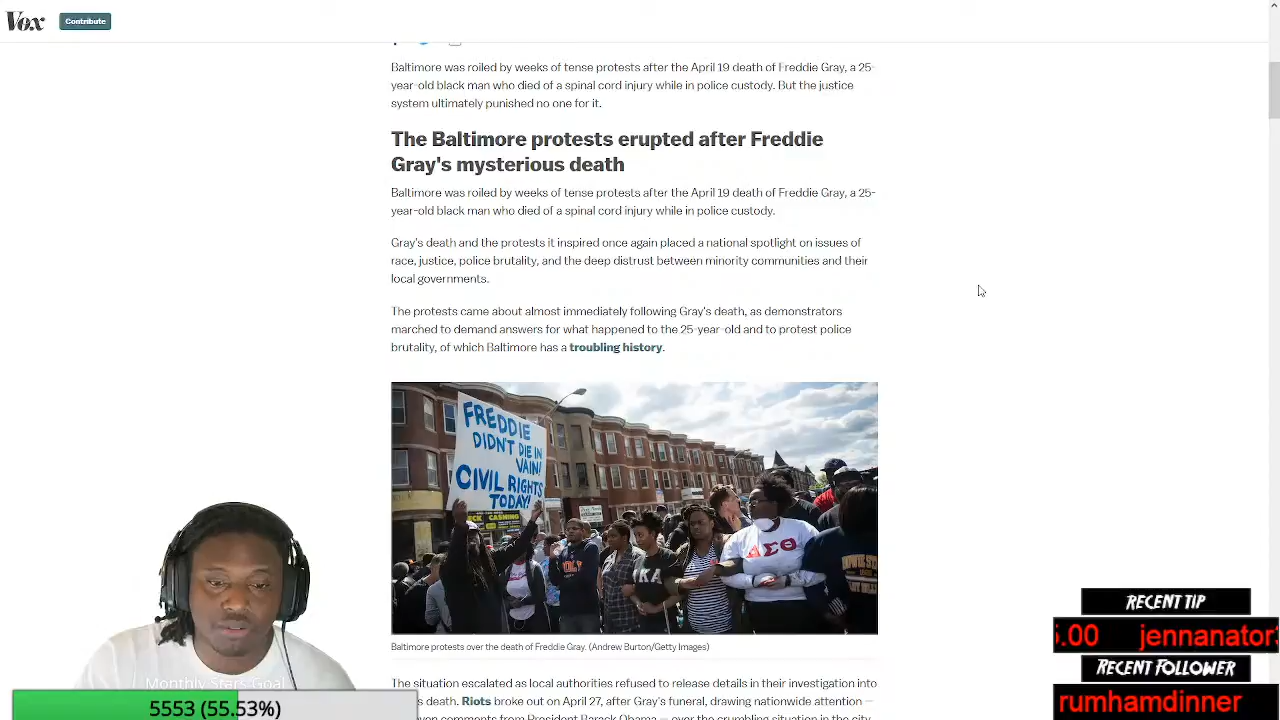 Vox
Contribute
Baltimore was roiled by weeks of tense protests after the April 19 death of Freddie Gray, a 25-
year-old black man who died of a spinal cord injury while in police custody. But the justice
system ultimately punished no one for it.
The Baltimore protests erupted after Freddie
Gray's mysterious death
Baltimore was roiled by weeks of tense protests after the April 19 death of Freddie Gray, a 25-
year-old black man who died of a spinal cord injury while in police custody.
Gray's death and the protests it inspired once again placed a national spotlight on issues of
race, justice, police brutality, and the deep distrust between minority communities and their
local governments.
The protests came about almost immediately following Gray's death, as demonstrators
marched to demand answers for what happened to the 25-year-old and to protest police
brutality, of which Baltimore has a troubling history.
FREDDIE
DIDN'T DIE IN
VAIN!
CIVIL RIGHTS
TODAY!
CASHING
ΔΣΘ
Baltimore protests over the death of Freddie Gray. (Andrew Burton/Getty Images)
The situation escalated as local authorities refused to release details in their investigation into
death. Riots broke out on April 27, after Gray's funeral, drawing nationwide attention —
comments from President Barack Obama — over the crumbling situation in the city.
Monthly Stars Goal
5553 (55.53%)
RECENT TIP
.00 jennanator
RECENT FOLLOWER
rumhamdinner